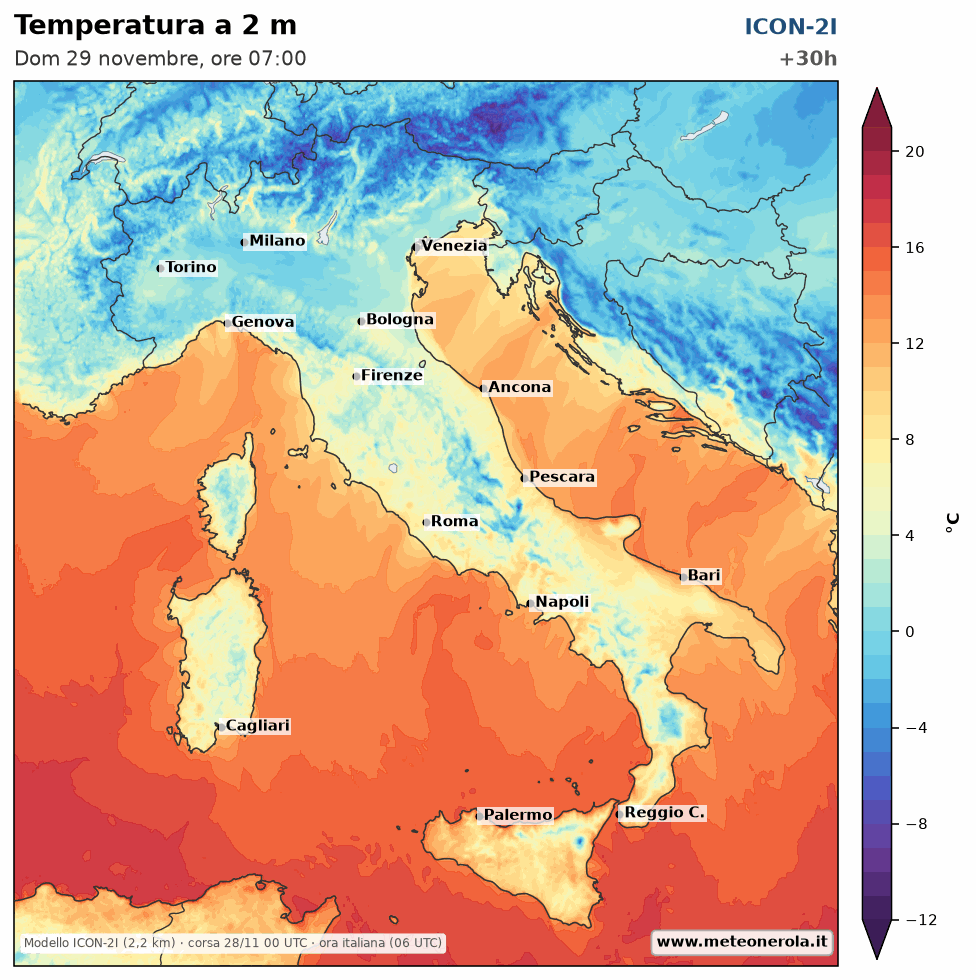 Temperatura a 2 m
ICON-2I
Dom 29 novembre, ore 07:00
+30h
Milano
Venezia
Torino
Genova
Bologna
Firenze
Ancona
Pescara
Roma
Bari
Napoli
Cagliari
Palermo
Reggio C.
20
16
12
8
4
0
−4
−8
−12
°C
Modello ICON-2I (2,2 km) · corsa 28/11 00 UTC · ora italiana (06 UTC)
www.meteonerola.it